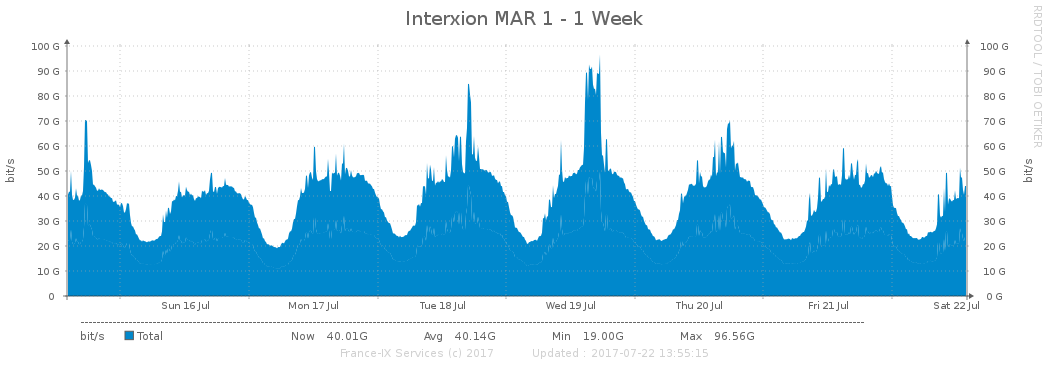 Interxion MAR 1 - 1 Week
RRDTOOL / TOBI OETIKER
bit/s
100 G
90 G
80 G
70 G
60 G
50 G
40 G
30 G
20 G
10 G
0
100 G
90 G
80 G
70 G
60 G
50 G
40 G
30 G
20 G
10 G
0 G
bit/s
Sun 16 Jul Mon 17 Jul Tue 18 Jul Wed 19 Jul Thu 20 Jul Fri 21 Jul Sat 22 Jul
bit/s Total Now 40.01G Avg 40.14G Min 19.00G Max 96.56G
France-IX Services (c) 2017 Updated : 2017-07-22 13:55:15